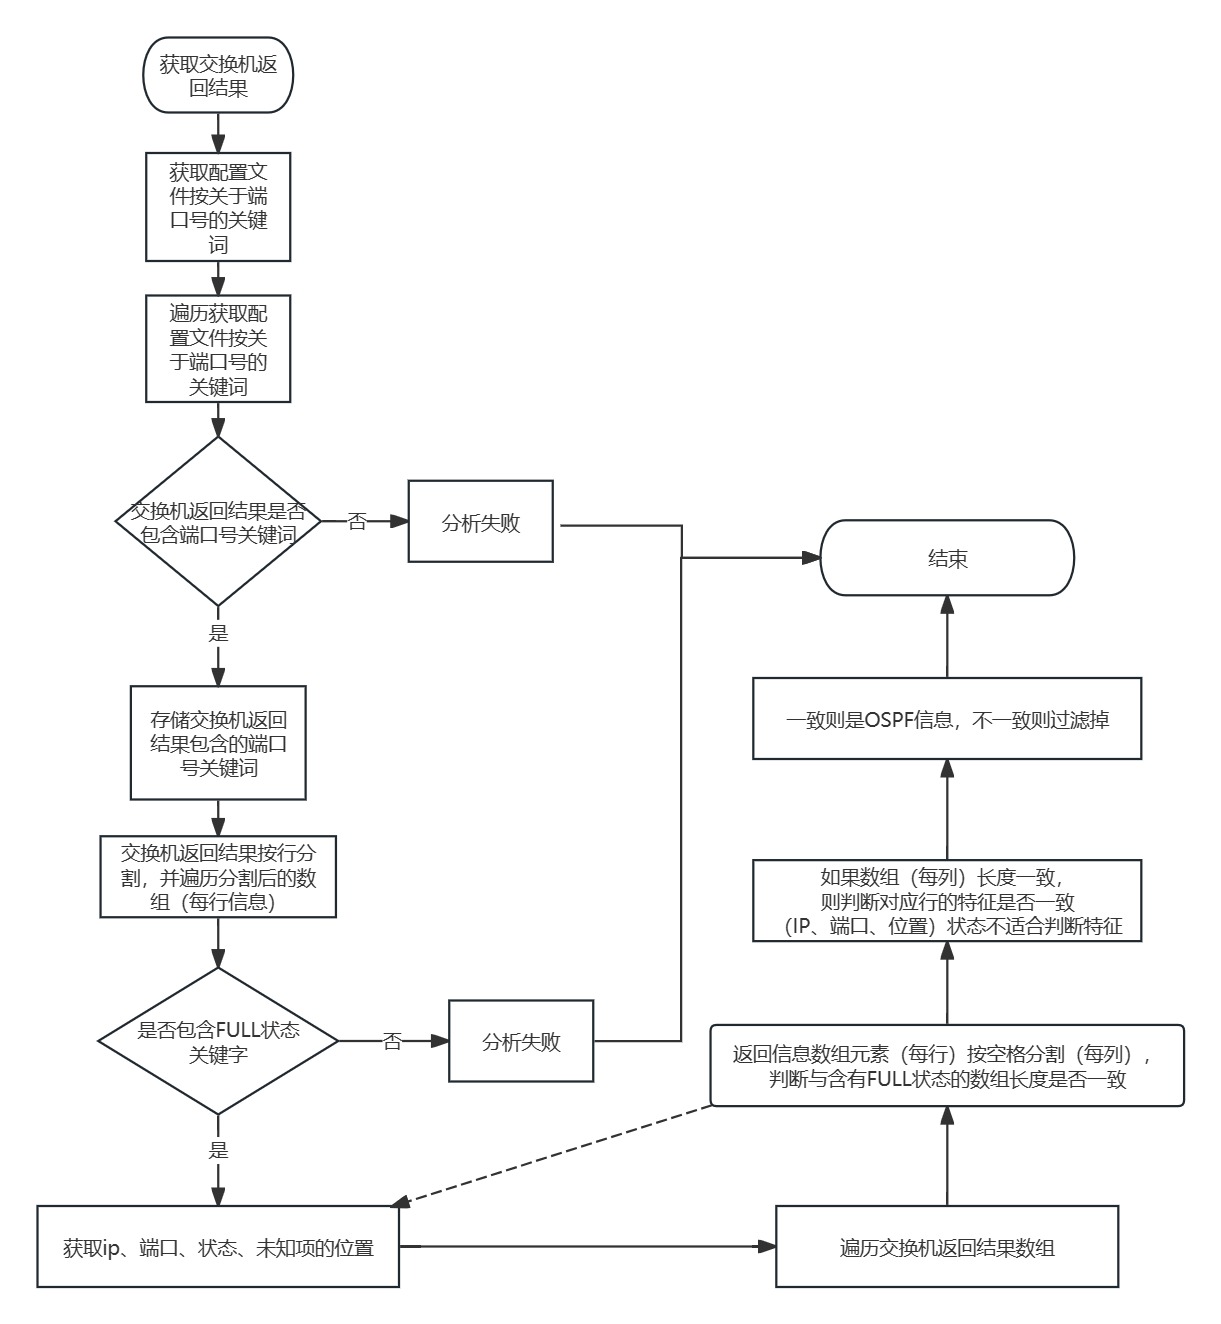 获取交换机返
回结果
获取配置文
件按关于端
口号的关键
词
遍历获取配
置文件按关
于端口号的
关键词
交换机返回结果是否
包含端口号关键词
否
分析失败
结束
是
存储交换机返回
结果包含的端口
号关键词
一致则是OSPF信息，不一致则过滤掉
交换机返回结果按行分
割，并遍历分割后的数
组（每行信息）
如果数组（每列）长度一致，
则判断对应行的特征是否一致
（IP、端口、位置）状态不适合判断特征
是否包含FULL状态
关键字
否
分析失败
返回信息数组元素（每行）按空格分割（每列），
判断与含有FULL状态的数组长度是否一致
是
获取ip、端口、状态、未知项的位置
遍历交换机返回结果数组